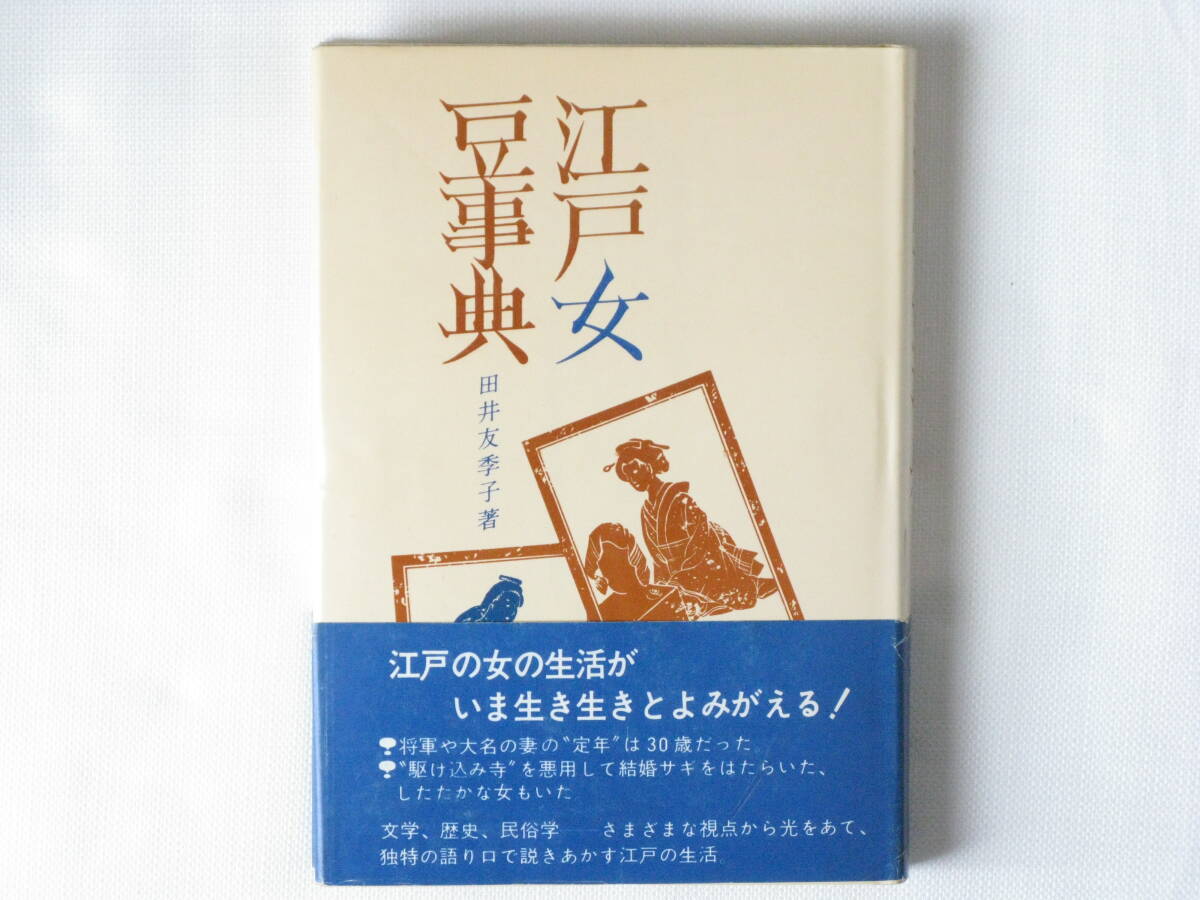 江戸女
豆事典
田井友季子著
江戸の女の生活が
いま生き生きとよみがえる!
将軍や大名の妻の〝定年〟は30歳だった。
〝駆け込み寺〟を悪用して結婚サギをはたらいた、
したたかな女もいた
文学、歴史、民俗学──さまざまな視点から光をあて、
独特の語り口で説きあかす江戸の生活。